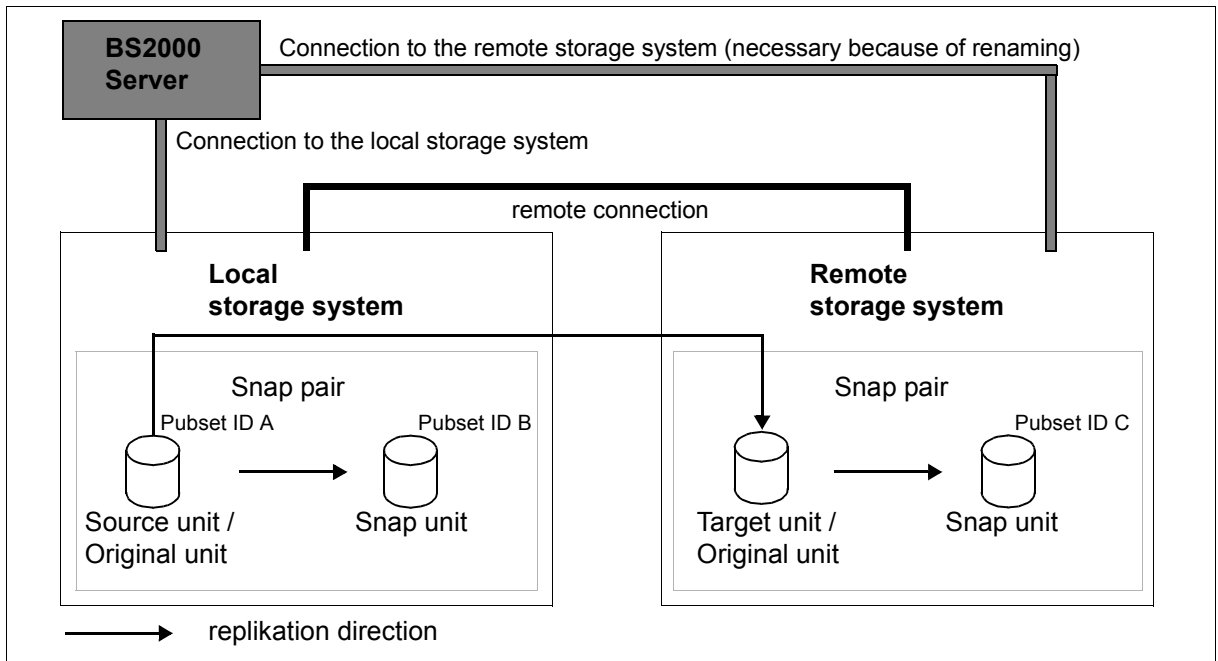 BS2000
Server
Connection to the remote storage system (necessary because of renaming)
Connection to the local storage system
remote connection
Local
storage system
Remote
storage system
Snap pair
Snap pair
Pubset ID A
Pubset ID B
Pubset ID C
Source unit /
Original unit
Snap unit
Target unit /
Original unit
Snap unit
replikation direction